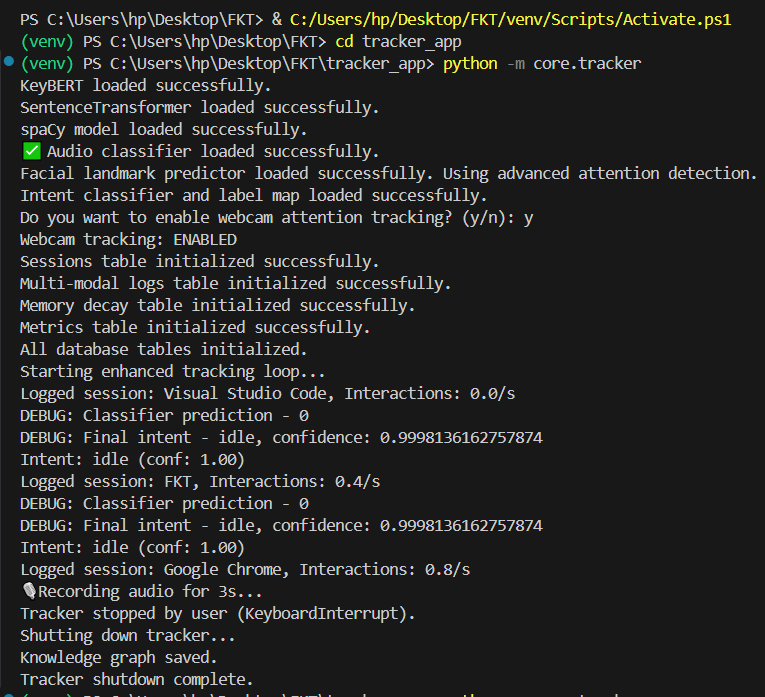 PS C:\Users\hp\Desktop\FKT> & C:/Users/hp/Desktop/FKT/venv/Scripts/Activate.ps1
(venv) PS C:\Users\hp\Desktop\FKT> cd tracker_app
(venv) PS C:\Users\hp\Desktop\FKT\tracker_app> python -m core.tracker
KeyBERT loaded successfully.
SentenceTransformer loaded successfully.
spaCy model loaded successfully.
✅ Audio classifier loaded successfully.
Facial landmark predictor loaded successfully. Using advanced attention detection.
Intent classifier and label map loaded successfully.
Do you want to enable webcam attention tracking? (y/n): y
Webcam tracking: ENABLED
Sessions table initialized successfully.
Multi-modal logs table initialized successfully.
Memory decay table initialized successfully.
Metrics table initialized successfully.
All database tables initialized.
Starting enhanced tracking loop...
Logged session: Visual Studio Code, Interactions: 0.0/s
DEBUG: Classifier prediction - 0
DEBUG: Final intent - idle, confidence: 0.9998136162757874
Intent: idle (conf: 1.00)
Logged session: FKT, Interactions: 0.4/s
DEBUG: Classifier prediction - 0
DEBUG: Final intent - idle, confidence: 0.9998136162757874
Intent: idle (conf: 1.00)
Logged session: Google Chrome, Interactions: 0.8/s
🎙Recording audio for 3s...
Tracker stopped by user (KeyboardInterrupt).
Shutting down tracker...
Knowledge graph saved.
Tracker shutdown complete.